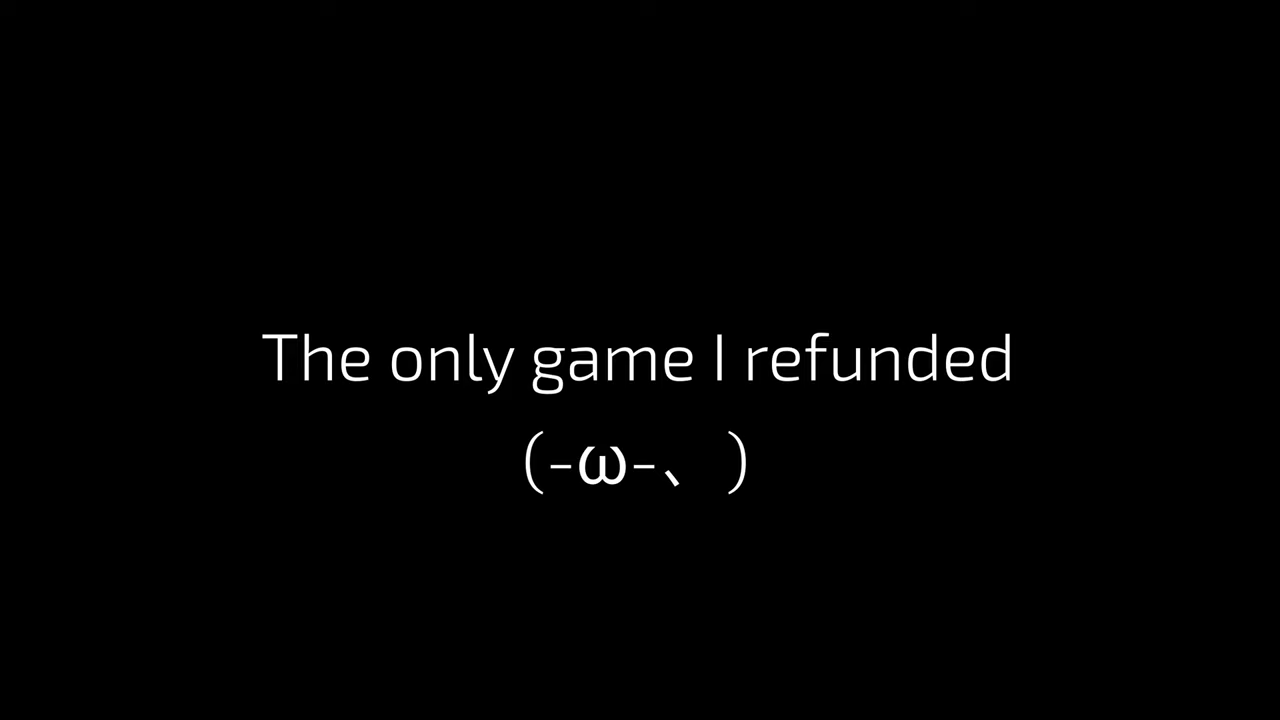 The only game I refunded
(-ω-、)